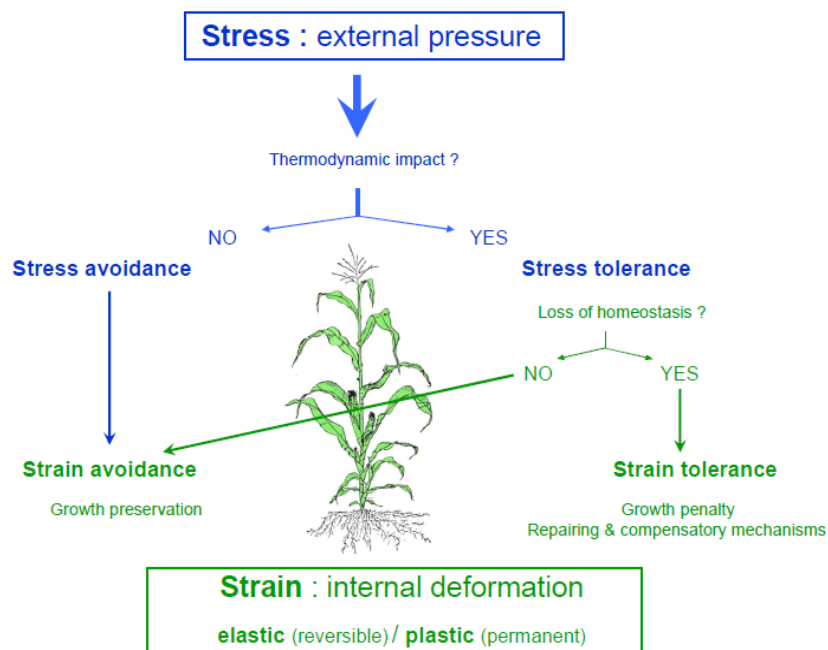 Stress : external pressure
Thermodynamic impact ?
NO
YES
Stress avoidance
Stress tolerance
Loss of homeostasis ?
NO
YES
Strain avoidance
Strain tolerance
Growth preservation
Growth penalty
Repairing & compensatory mechanisms
Strain : internal deformation
elastic (reversible) / plastic (permanent)